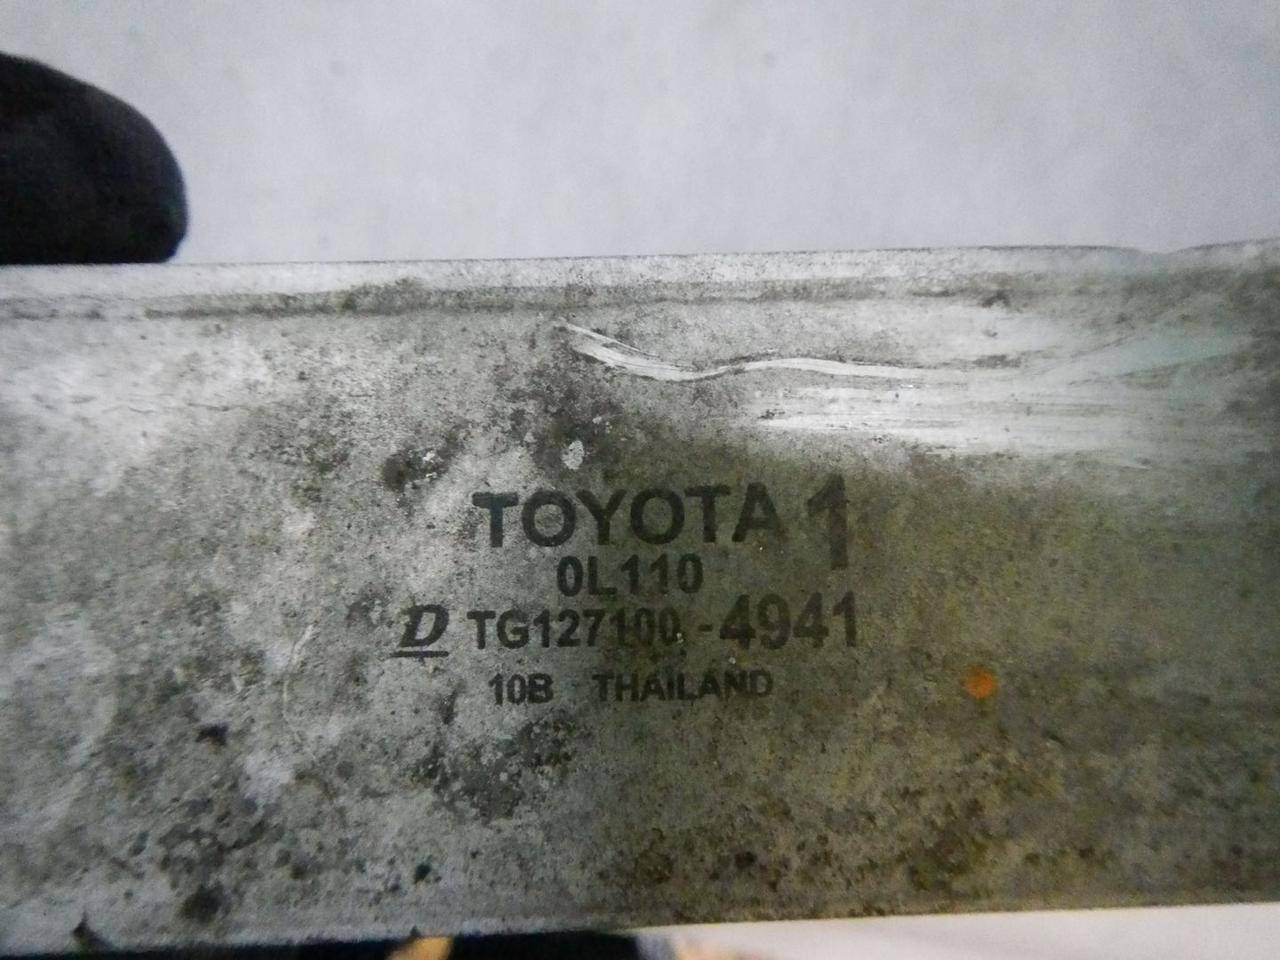 TOYOTA 1
0L110
D TG127100-4941
10B THAILAND